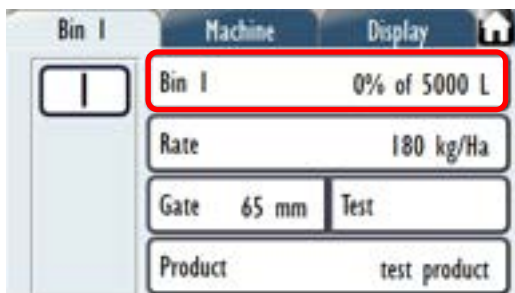 Bin 1 Machine Display
1
Bin 1 0% of 5000 L
Rate 180 kg/Ha
Gate 65 mm Test
Product test product